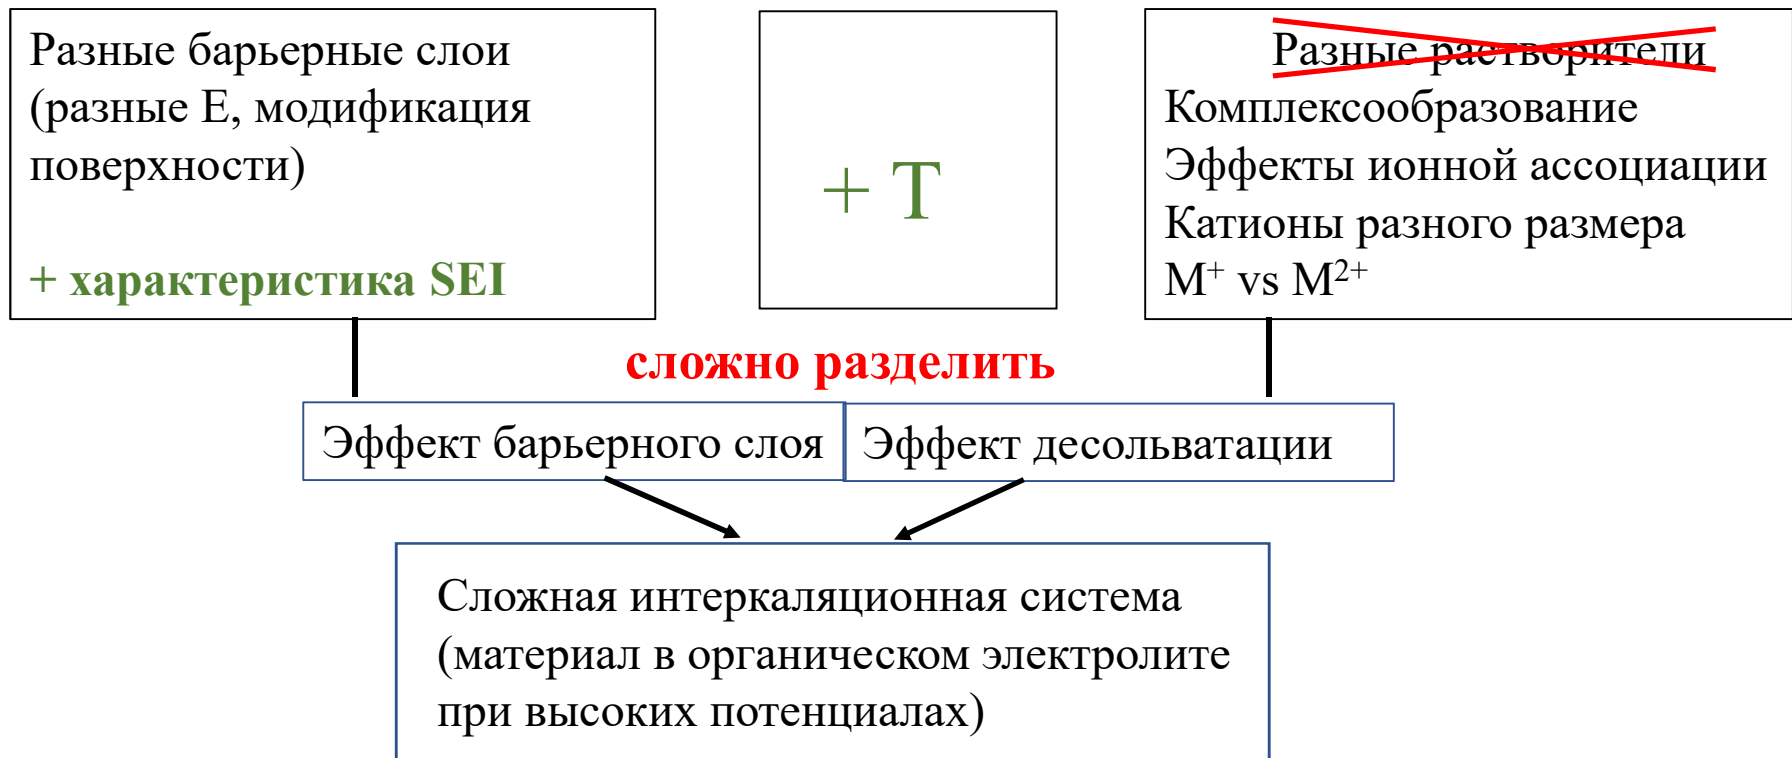 Разные барьерные слои
(разные Е, модификация
поверхности)
+ характеристика SEI
+ T
Разные растворители
Комплексообразование
Эффекты ионной ассоциации
Катионы разного размера
M⁺ vs M²⁺
сложно разделить
Эффект барьерного слоя
Эффект десольватации
Сложная интеркаляционная система
(материал в органическом электролите
при высоких потенциалах)